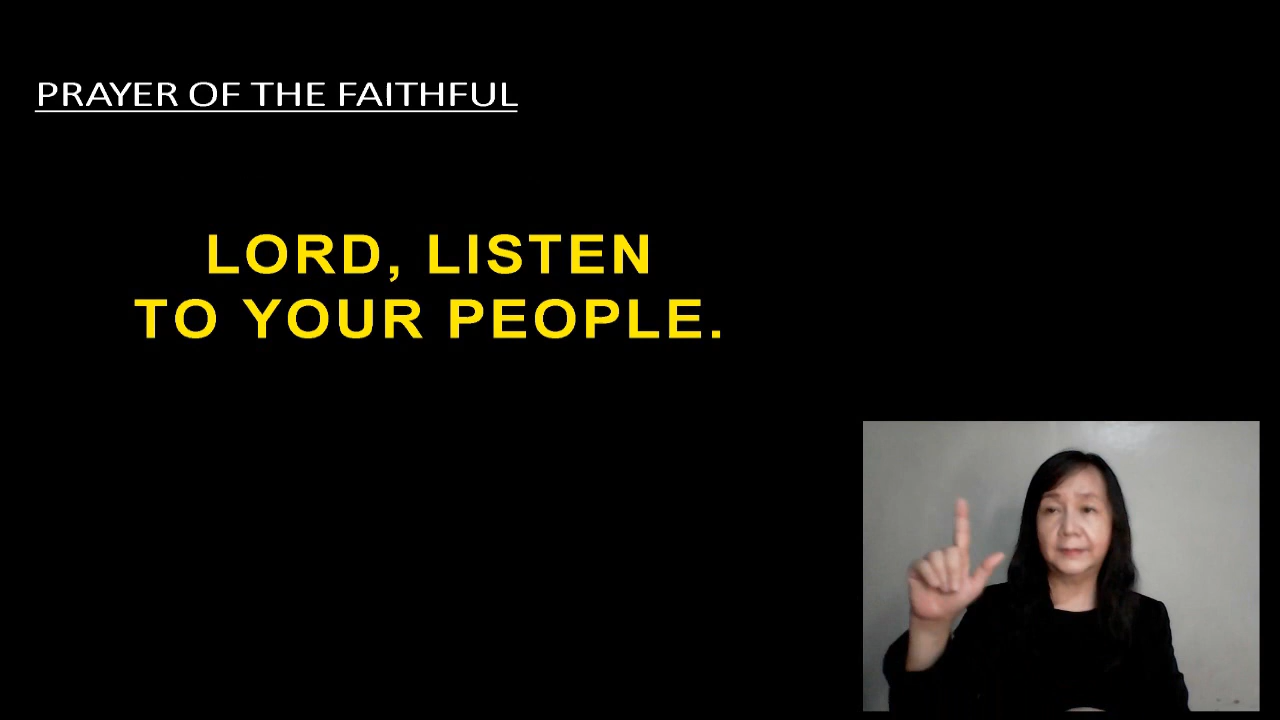 PRAYER OF THE FAITHFUL
LORD, LISTEN
TO YOUR PEOPLE.